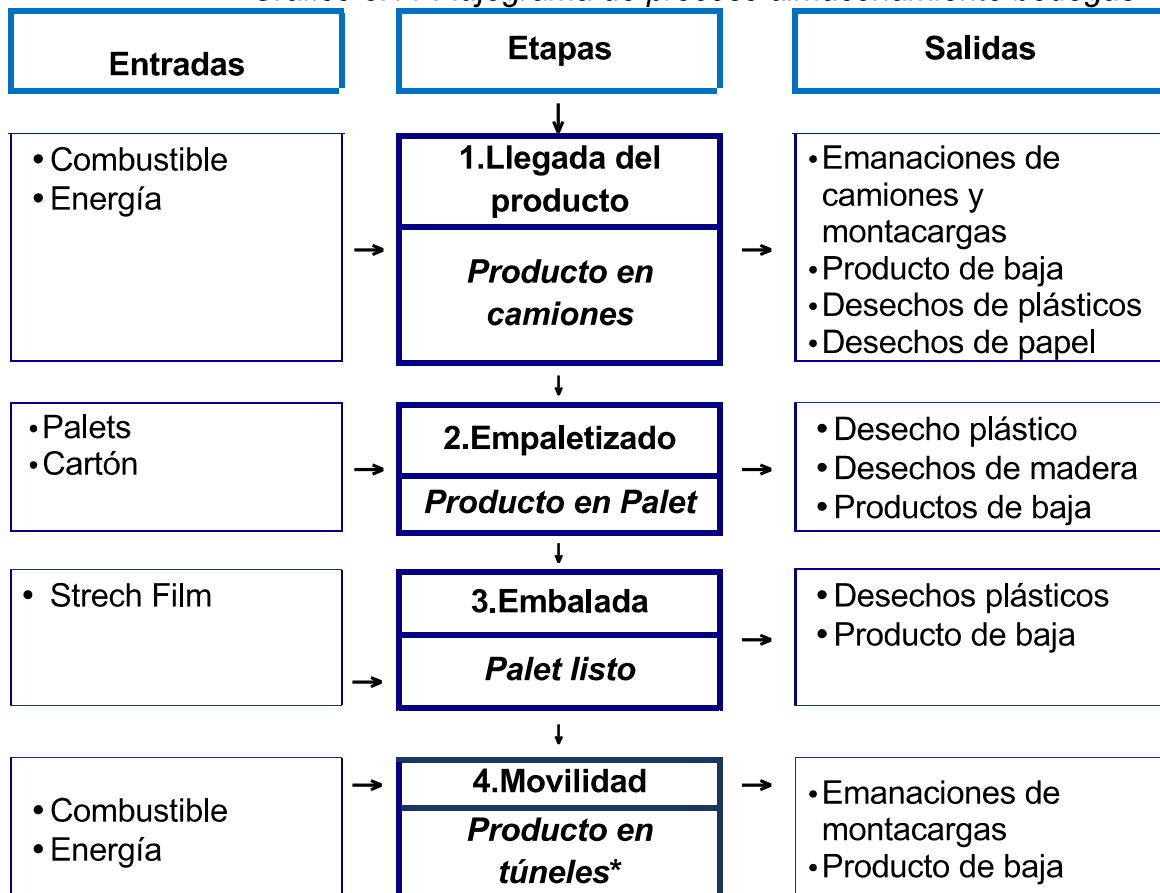 Entradas
Etapas
Salidas
• Combustible
• Energía
1.Llegada del
producto
Producto en
camiones
• Emanaciones de
camiones y
montacargas
• Producto de baja
• Desechos de plásticos
• Desechos de papel
• Palets
• Cartón
2.Empaletizado
Producto en Palet
• Desecho plástico
• Desechos de madera
• Productos de baja
• Strech Film
3.Embalada
Palet listo
• Desechos plásticos
• Producto de baja
• Combustible
• Energía
4.Movilidad
Producto en
túneles*
• Emanaciones de
montacargas
• Producto de baja